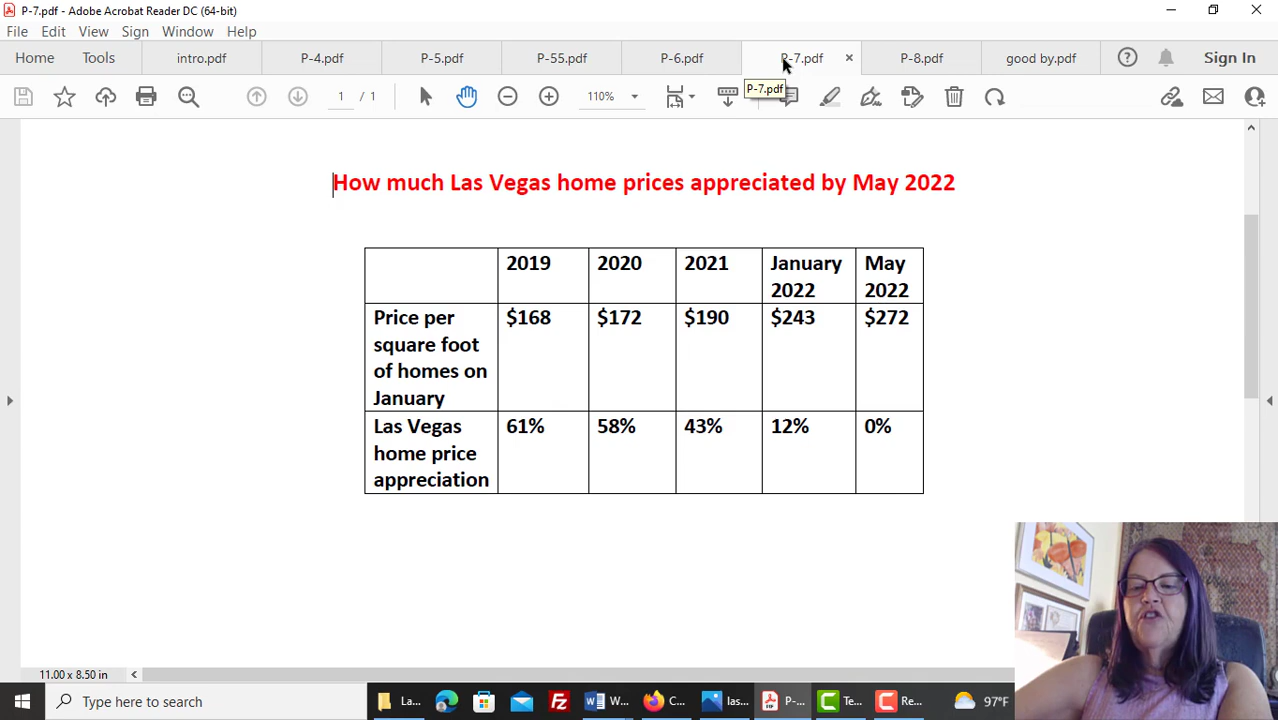 P-7.pdf - Adobe Acrobat Reader DC (64-bit)
File Edit View Sign Window Help
Home Tools intro.pdf P-4.pdf P-5.pdf P-55.pdf P-6.pdf P-7.pdf P-8.pdf good by.pdf Sign In
1 / 1 110%
P-7.pdf
How much Las Vegas home prices appreciated by May 2022
2019 2020 2021 January 2022 May 2022
Price per square foot of homes on January $168 $172 $190 $243 $272
Las Vegas home price appreciation 61% 58% 43% 12% 0%
11.00 x 8.50 in
Type here to search La... W... C... las... P-... Te... Re... 97°F